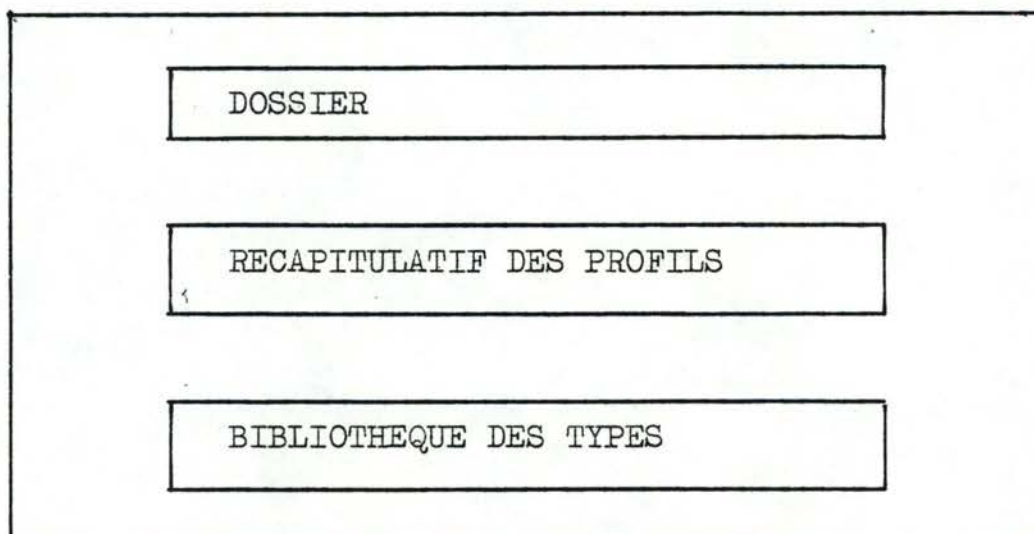 DOSSIER
RECAPITULATIF DES PROFILS
BIBLIOTHEQUE DES TYPES